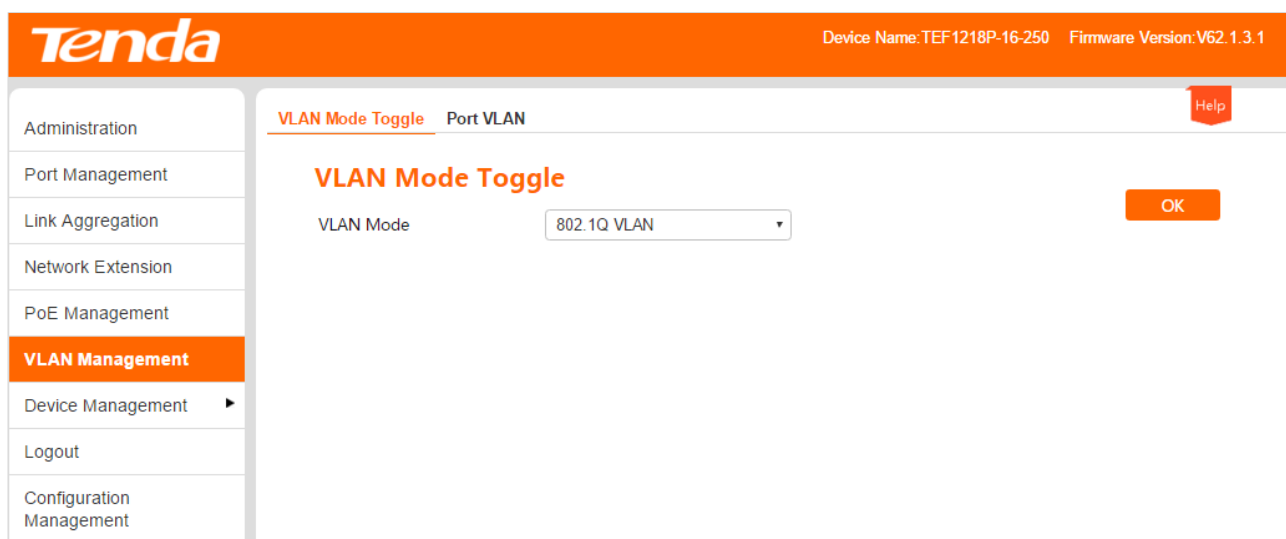 Tenda
Device Name:TEF1218P-16-250 Firmware Version:V62.1.3.1
Help
VLAN Mode Toggle Port VLAN
Administration
Port Management
Link Aggregation
Network Extension
PoE Management
VLAN Management
Device Management
Logout
Configuration
Management
VLAN Mode Toggle
VLAN Mode 802.1Q VLAN
OK